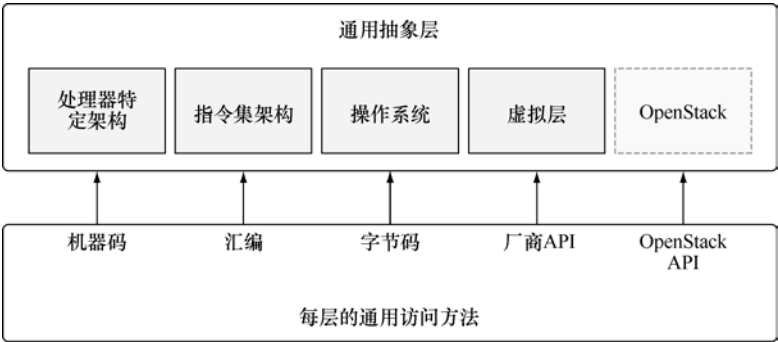 通用抽象层
处理器特
定架构
指令集架构
操作系统
虚拟层
OpenStack
机器码
汇编
字节码
厂商API
OpenStack
API
每层的通用访问方法